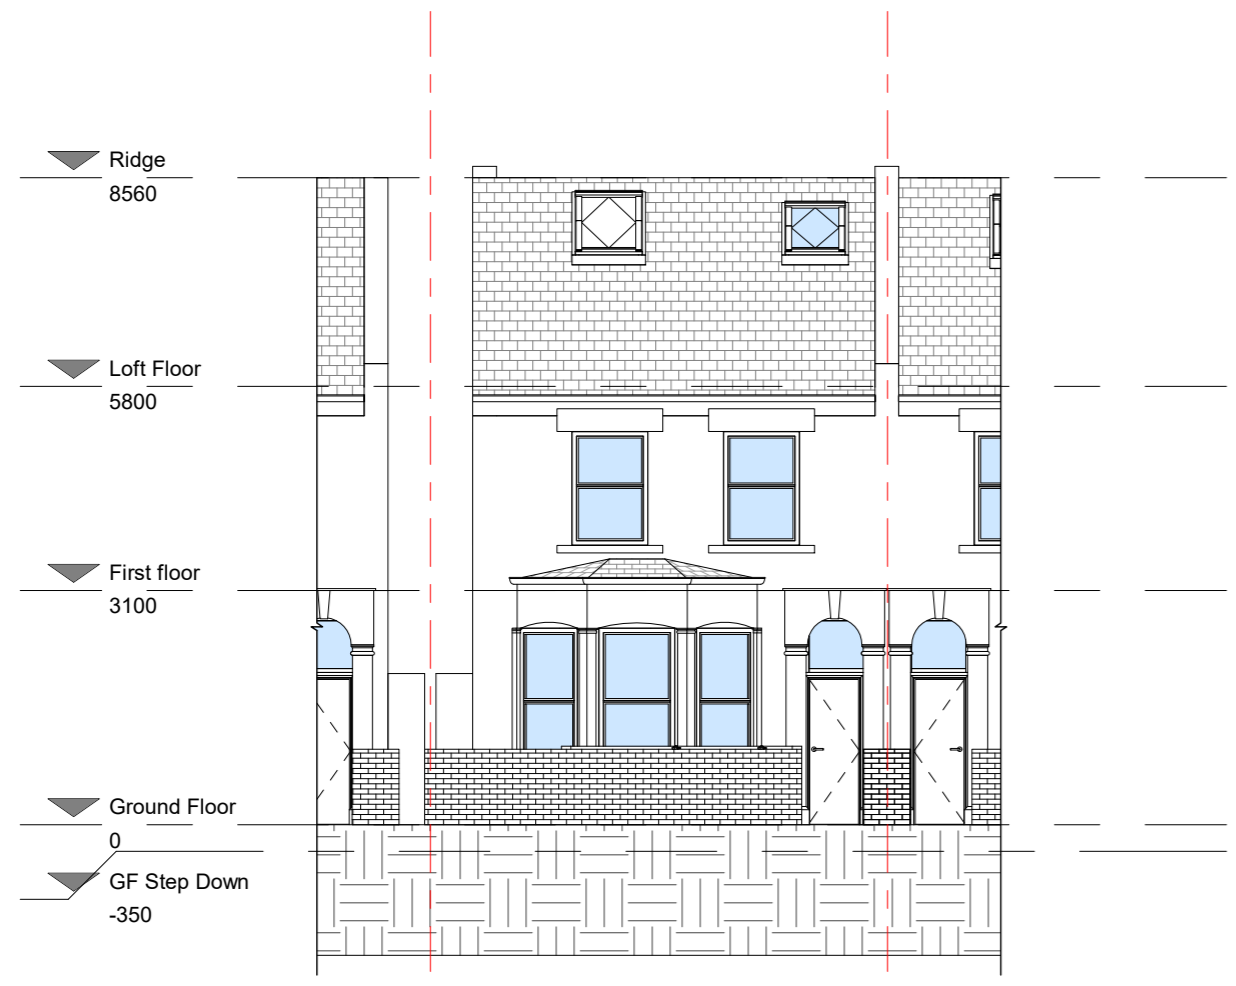 Ridge
8560
Loft Floor
5800
First floor
3100
Ground Floor
0
GF Step Down
-350